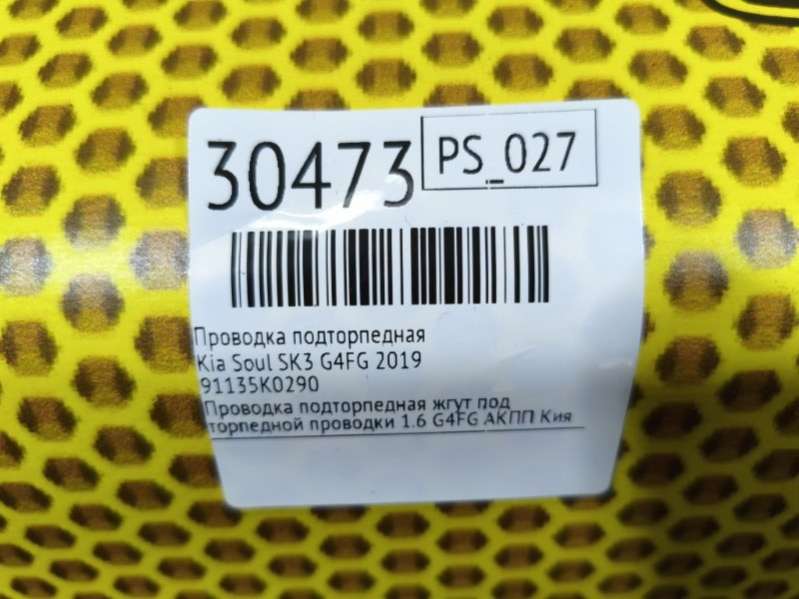 30473
PS_027
Проводка подторпедная
Kia Soul SK3 G4FG 2019
91135K0290
Проводка подторпедная жгут под
торпедной проводки 1.6 G4FG АКПП Кия